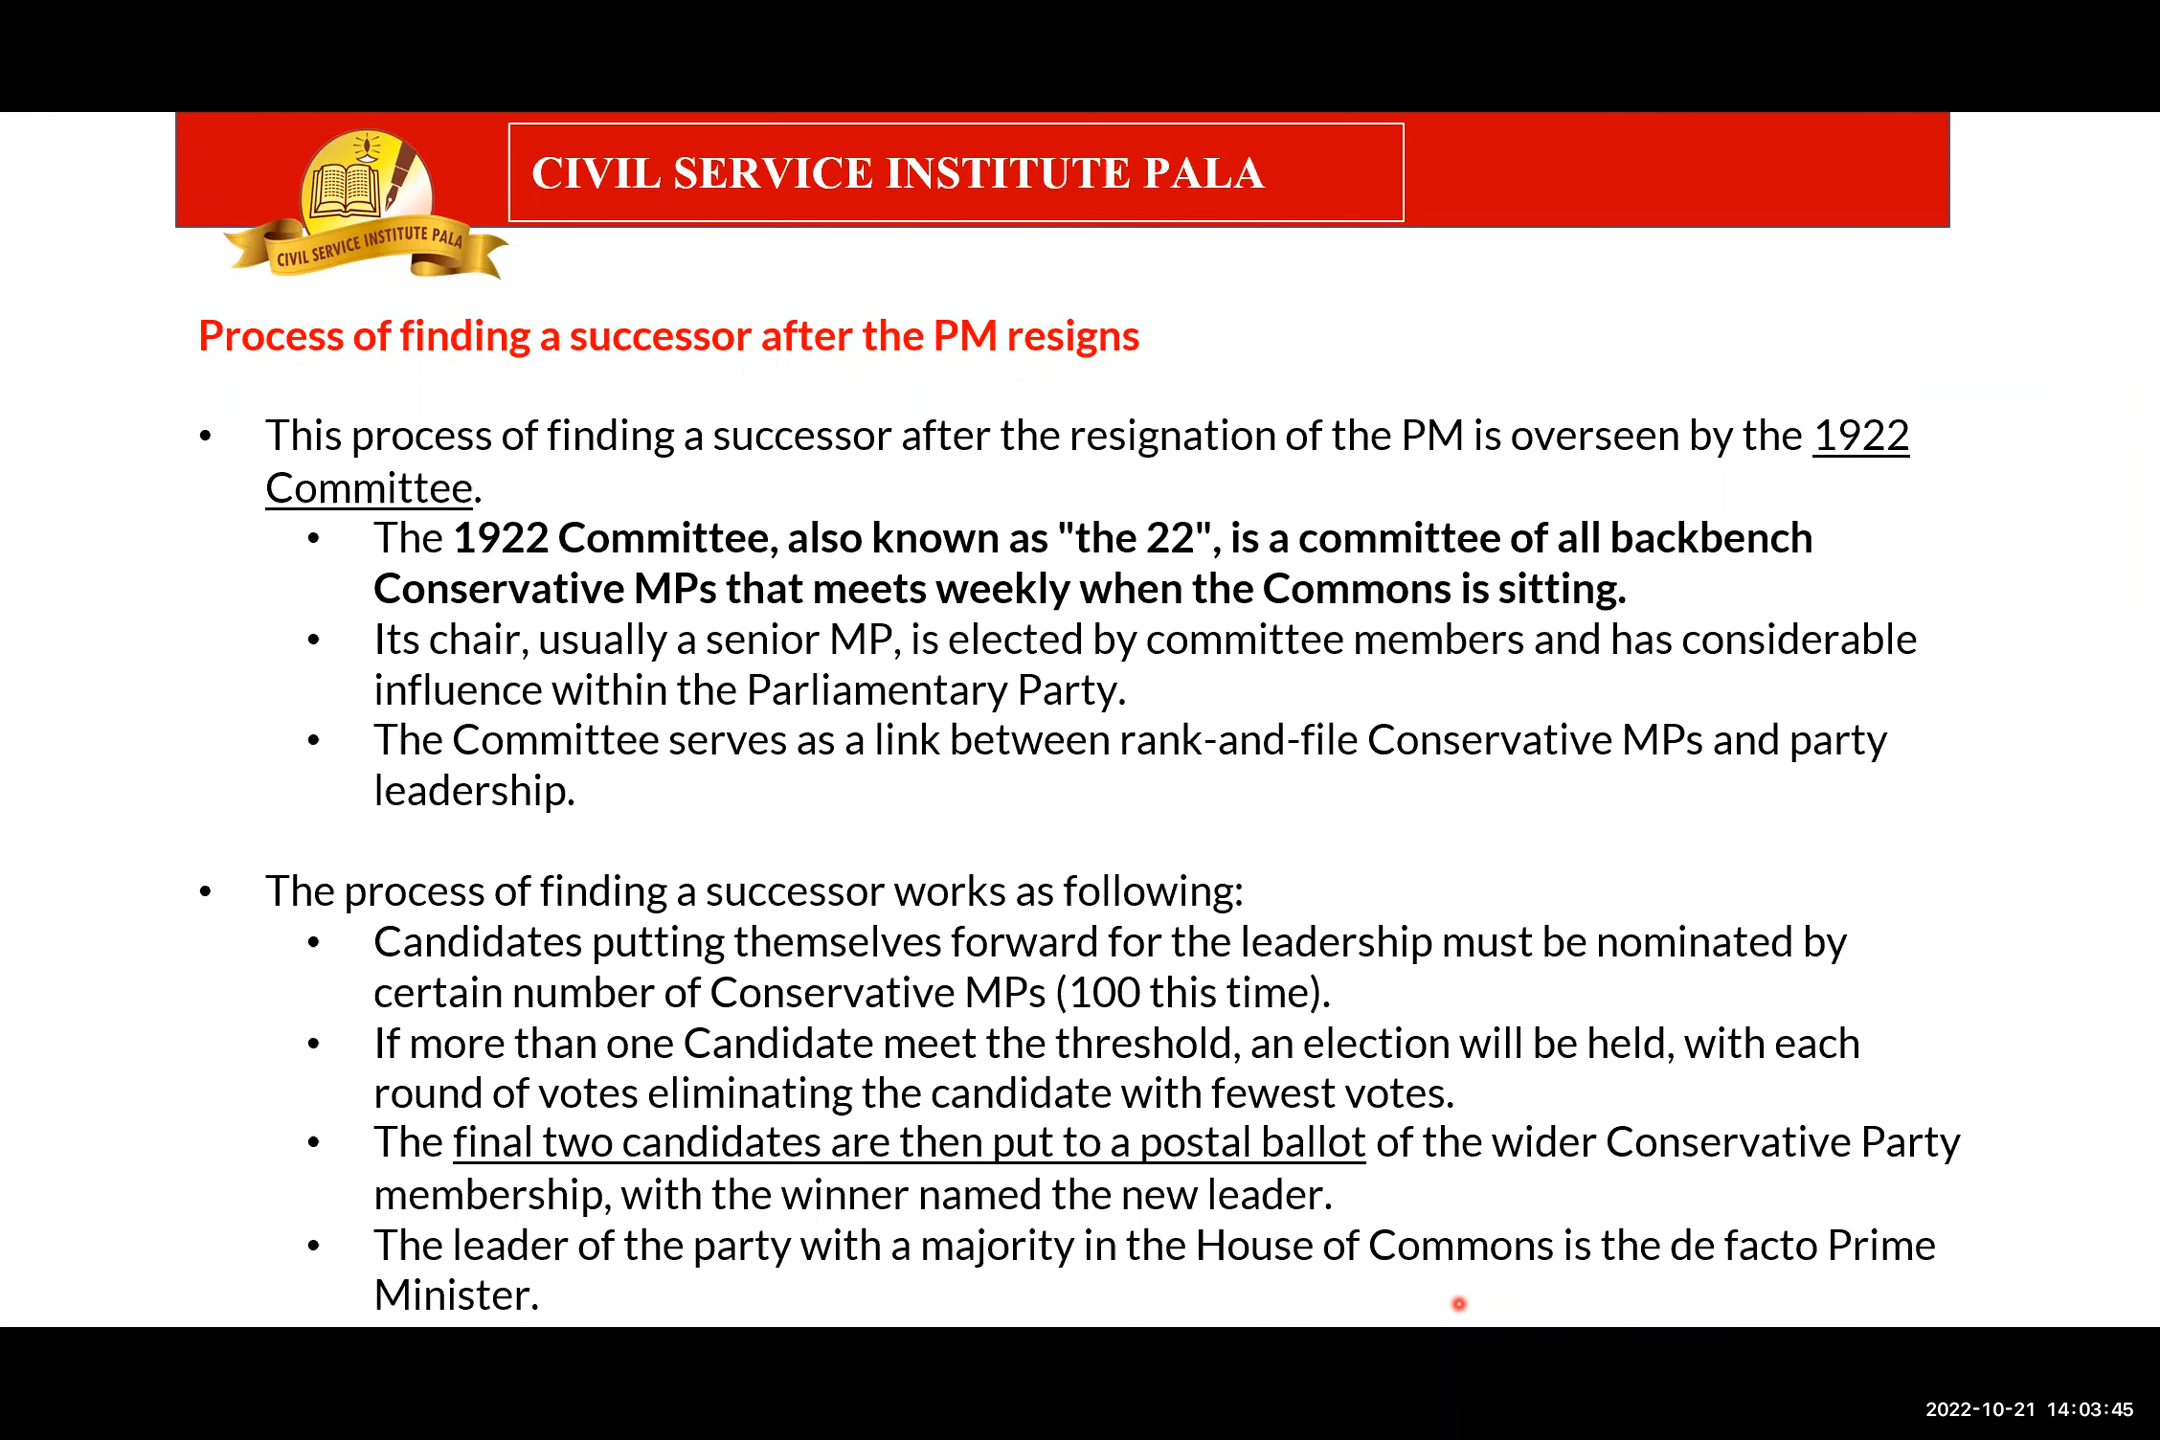 CIVIL SERVICE INSTITUTE PALA
CIVIL SERVICE INSTITUTE PALA
Process of finding a successor after the PM resigns
• This process of finding a successor after the resignation of the PM is overseen by the 1922
Committee.
• The 1922 Committee, also known as "the 22", is a committee of all backbench
Conservative MPs that meets weekly when the Commons is sitting.
• Its chair, usually a senior MP, is elected by committee members and has considerable
influence within the Parliamentary Party.
• The Committee serves as a link between rank-and-file Conservative MPs and party
leadership.
• The process of finding a successor works as following:
• Candidates putting themselves forward for the leadership must be nominated by
certain number of Conservative MPs (100 this time).
• If more than one Candidate meet the threshold, an election will be held, with each
round of votes eliminating the candidate with fewest votes.
• The final two candidates are then put to a postal ballot of the wider Conservative Party
membership, with the winner named the new leader.
• The leader of the party with a majority in the House of Commons is the de facto Prime
Minister.
2022-10-21 14:03:45